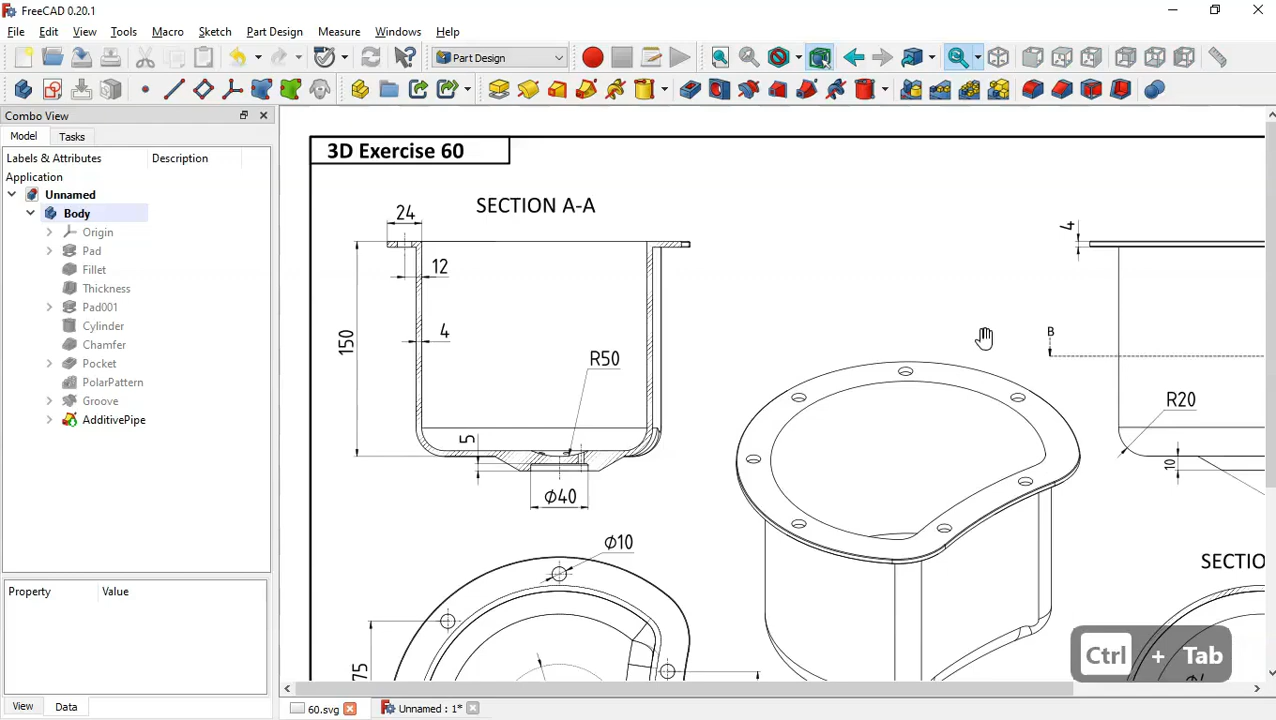 FreeCAD 0.20.1
File Edit View Tools Macro Sketch Part Design Measure Windows Help
Part Design
Combo View
Model Tasks
Labels & Attributes Description
Application
Unnamed
Body
Origin
Pad
Fillet
Thickness
Pad001
Cylinder
Chamfer
Pocket
PolarPattern
Groove
AdditivePipe
Property Value
View Data
3D Exercise 60
SECTION A-A
24
12
150
4
R50
5
Φ40
Φ10
75
4
B
R20
10
SECTIO
Ctrl + Tab
60.svg
Unnamed : 1*